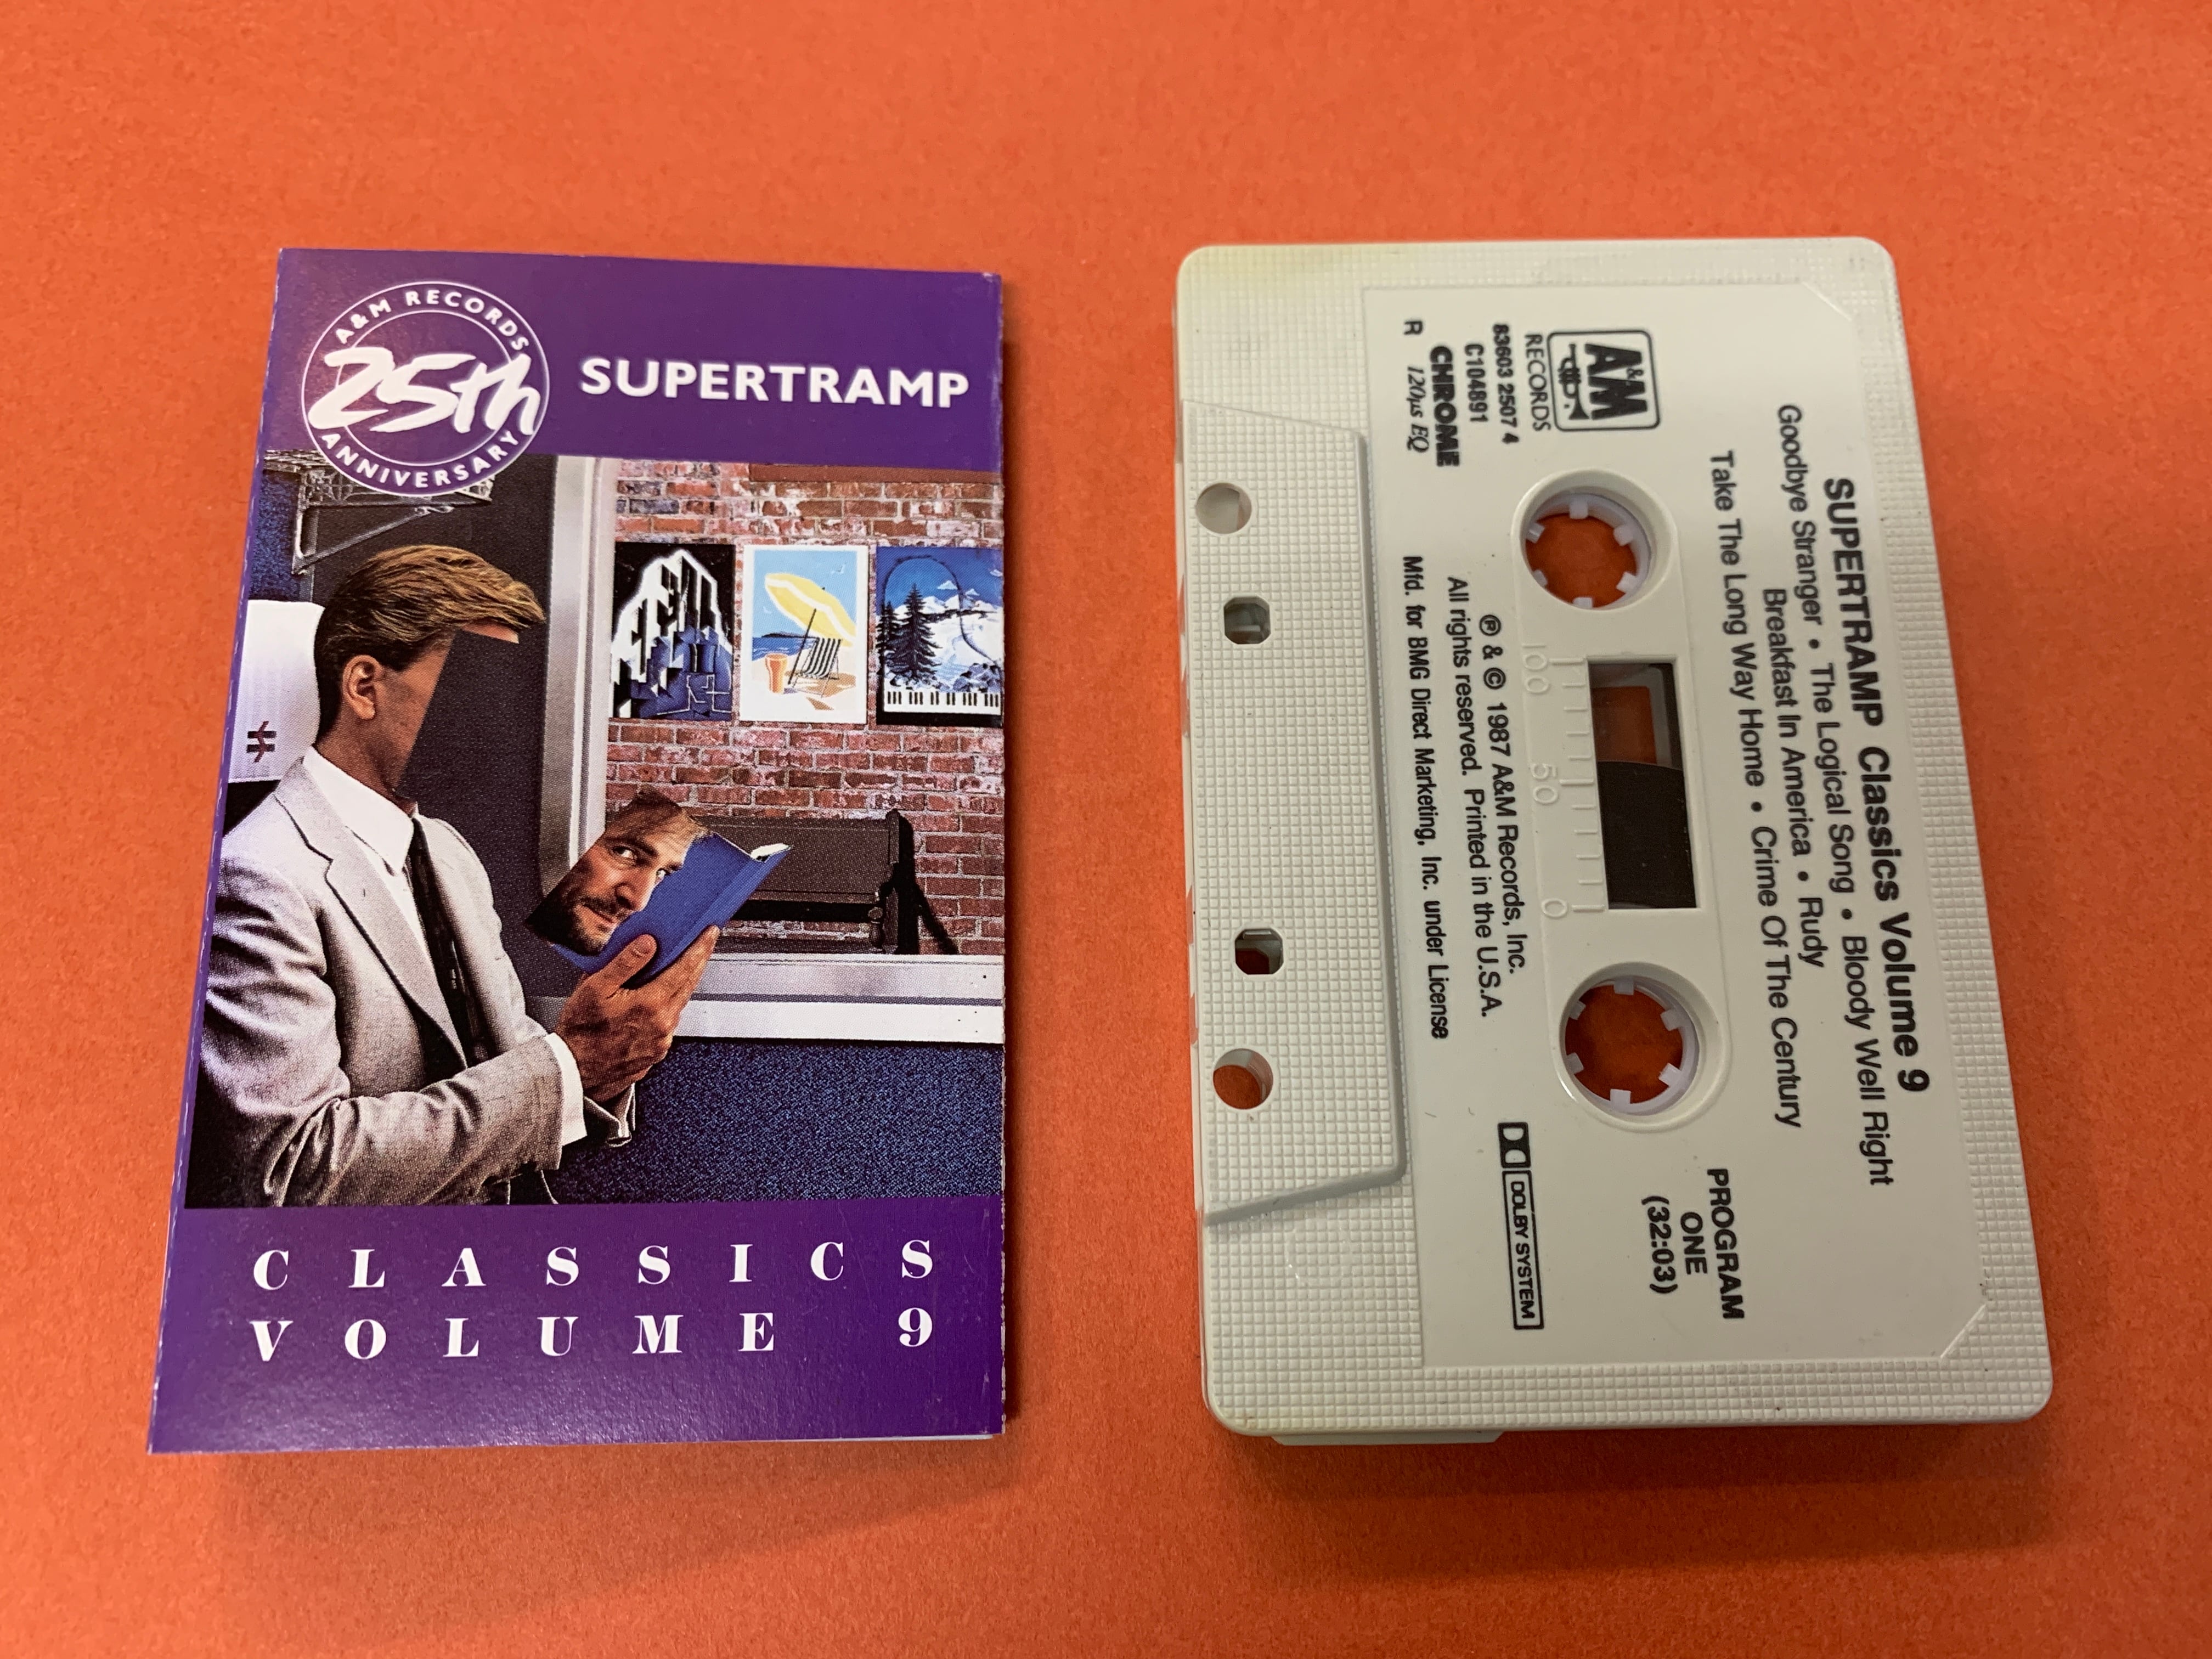 A&M RECORDS
25th
ANNIVERSARY
SUPERTRAMP
CLASSICS
VOLUME 9
SUPERTRAMP Classics Volume 9
Goodbye Stranger • The Logical Song • Bloody Well Right
Breakfast In America • Rudy
Take The Long Way Home • Crime Of The Century
A&M
RECORDS
83603 2507 4
C104891
CHROME
R 120µs EQ
PROGRAM
ONE
(32:03)
100 50 0
℗ & © 1987 A&M Records, Inc.
All rights reserved. Printed in the U.S.A.
Mfd. for BMG Direct Marketing, Inc. under License
DOLBY SYSTEM